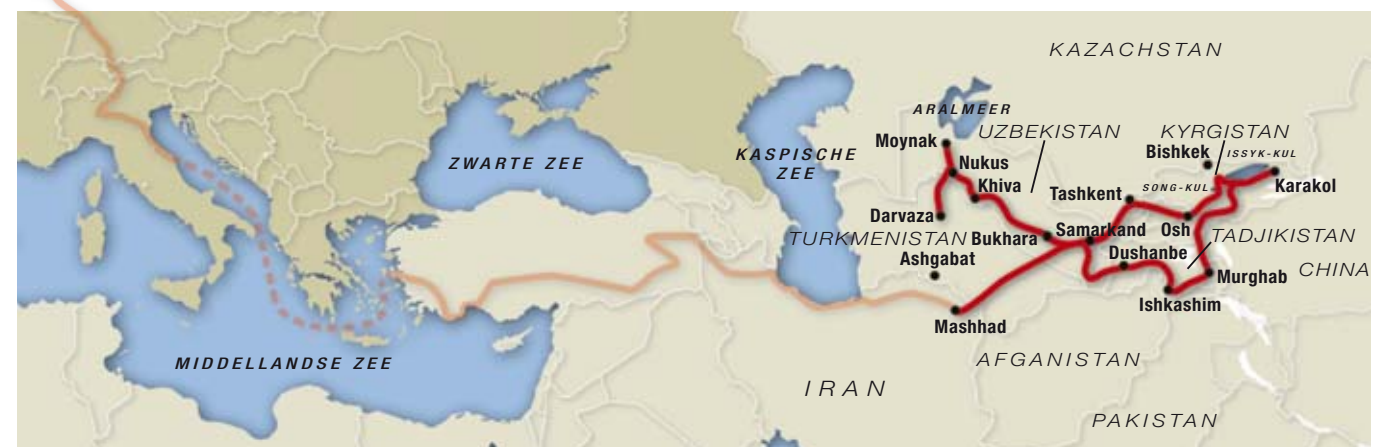 KAZACHSTAN
ARALMEER
UZBEKISTAN
KYRGISTAN
Moynak
Bishkek
ISSYK-KUL
ZWARTE ZEE
KASPISCHE
ZEE
Nukus
Khiva
Tashkent
SONG-KUL
Karakol
Darvaza
Samarkand
Osh
TURKMENISTAN
Bukhara
TADJIKISTAN
Ashgabat
Dushanbe
CHINA
Murghab
Ishkashim
Mashhad
MIDDELLANDSE ZEE
AFGANISTAN
IRAN
PAKISTAN